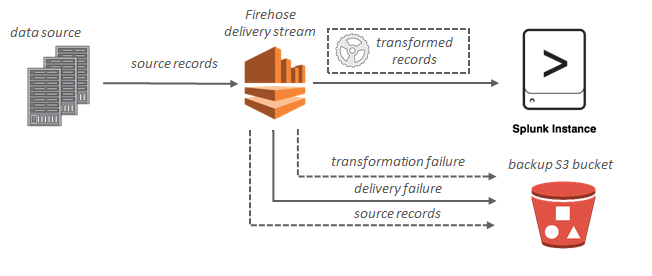 data source
source records
Firehose
delivery stream
transformed
records
>
Splunk Instance
transformation failure
delivery failure
source records
backup S3 bucket